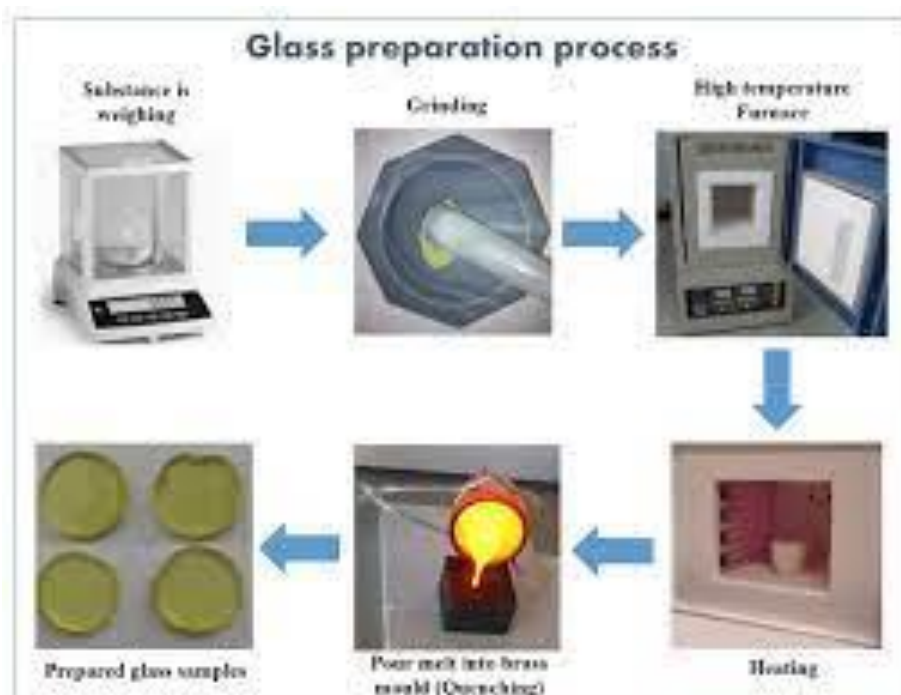 Glass preparation process
Substance is
weighing
Grinding
High temperature
Furnace
Prepared glass samples
Pour melt into brass
mould (Quenching)
Heating